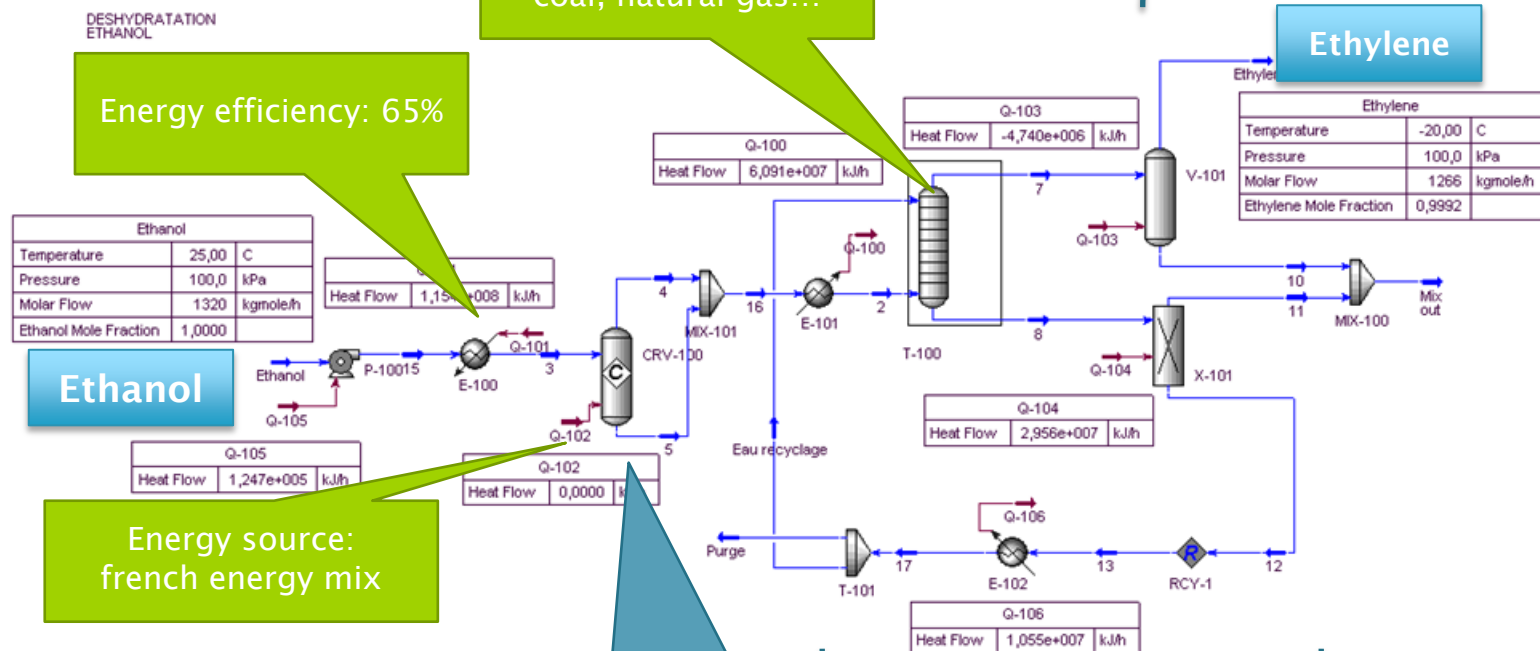 DESHYDRATATION
ETHANOL
coal, natural gas...
Ethylene
Energy efficiency: 65%
Ethylene
Temperature -20,00 C
Pressure 100,0 kPa
Molar Flow 1266 kgmole/h
Ethylene Mole Fraction 0,9992
Q-103
Heat Flow -4,740e+006 kJ/h
Q-100
Heat Flow 6,091e+007 kJ/h
7
V-101
Q-103
Ethanol
Temperature 25,00 C
Pressure 100,0 kPa
Molar Flow 1320 kgmole/h
Ethanol Mole Fraction 1,0000
Heat Flow e+008 kJ/h
Q-100
4
16
E-101
2
MIX-101
10
11
MIX-100
Mix
out
T-100
8
Ethanol
Ethanol
P-100
15
E-100
Q-101
3
CRV-100
C
Q-105
Q-102
5
Q-104
X-101
Q-104
Heat Flow 2,956e+007 kJ/h
Eau recyclage
Q-105
Heat Flow 1,247e+005 kJ/h
Q-102
Heat Flow 0,0000
Energy source:
french energy mix
Purge
T-101
17
Q-106
E-102
13
R
RCY-1
12
Q-106
Heat Flow 1,055e+007 kJ/h